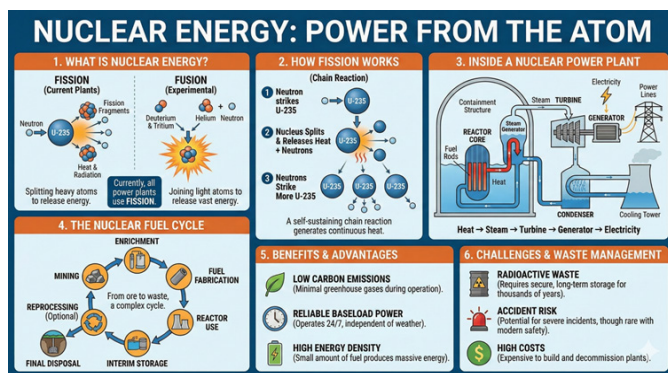 NUCLEAR ENERGY: POWER FROM THE ATOM
1. WHAT IS NUCLEAR ENERGY?
FISSION
(Current Plants)
Fission
Fragments
Neutron
U-235
Heat &
Radiation
Splitting heavy atoms
to release energy.
FUSION
(Experimental)
Deuterium
& Tritium
Helium
Neutron
+
Joining light atoms to
release vast energy.
Currently, all
power plants
use FISSION.
2. HOW FISSION WORKS
(Chain Reaction)
1 Neutron
strikes
U-235
U-235
2 Nucleus Splits
& Releases Heat
+ Neutrons
U-235
3 Neutrons
Strike
More U-235
U-235
U-235
U-235
A self-sustaining chain reaction
generates continuous heat.
3. INSIDE A NUCLEAR POWER PLANT
Containment
Structure
REACTOR
CORE
Fuel
Rods
Heat
Steam
Generator
Steam
TURBINE
Electricity
GENERATOR
Power
Lines
CONDENSER
Cooling Tower
Heat → Steam → Turbine → Generator → Electricity
4. THE NUCLEAR FUEL CYCLE
ENRICHMENT
MINING
FUEL
FABRICATION
From ore to waste,
a complex cycle.
REPROCESSING
(Optional)
REACTOR
USE
FINAL DISPOSAL
INTERIM STORAGE
5. BENEFITS & ADVANTAGES
LOW CARBON EMISSIONS
(Minimal greenhouse gases during operation).
RELIABLE BASELOAD POWER
(Operates 24/7, independent of weather).
HIGH ENERGY DENSITY
(Small amount of fuel produces massive energy).
6. CHALLENGES & WASTE MANAGEMENT
RADIOACTIVE WASTE
(Requires secure, long-term storage for
thousands of years).
ACCIDENT RISK
(Potential for severe incidents, though rare with
modern safety).
HIGH COSTS
(Expensive to build and decommission plants).
$